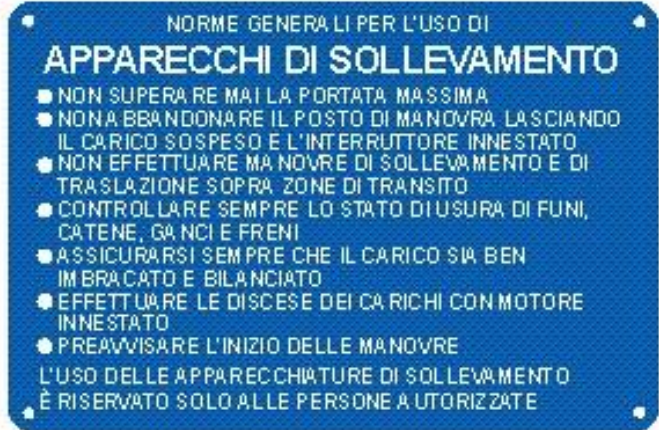 NORME GENERALI PER L'USO DI
APPARECCHI DI SOLLEVAMENTO
● NON SUPERARE MAI LA PORTATA MASSIMA
● NON ABBANDONARE IL POSTO DI MANOVRA LASCIANDO
IL CARICO SOSPESO E L'INTERRUTTORE INNESTATO
● NON EFFETTUARE MANOVRE DI SOLLEVAMENTO E DI
TRASLAZIONE SOPRA ZONE DI TRANSITO
● CONTROLLARE SEMPRE LO STATO DI USURA DI FUNI,
CATENE, GANCI E FRENI
● ASSICURARSI SEMPRE CHE IL CARICO SIA BEN
IMBRACATO E BILANCIATO
● EFFETTUARE LE DISCESE DEI CARICHI CON MOTORE
INNESTATO
● PREAVVISARE L'INIZIO DELLE MANOVRE
L'USO DELLE APPARECCHIATURE DI SOLLEVAMENTO
È RISERVATO SOLO ALLE PERSONE AUTORIZZATE